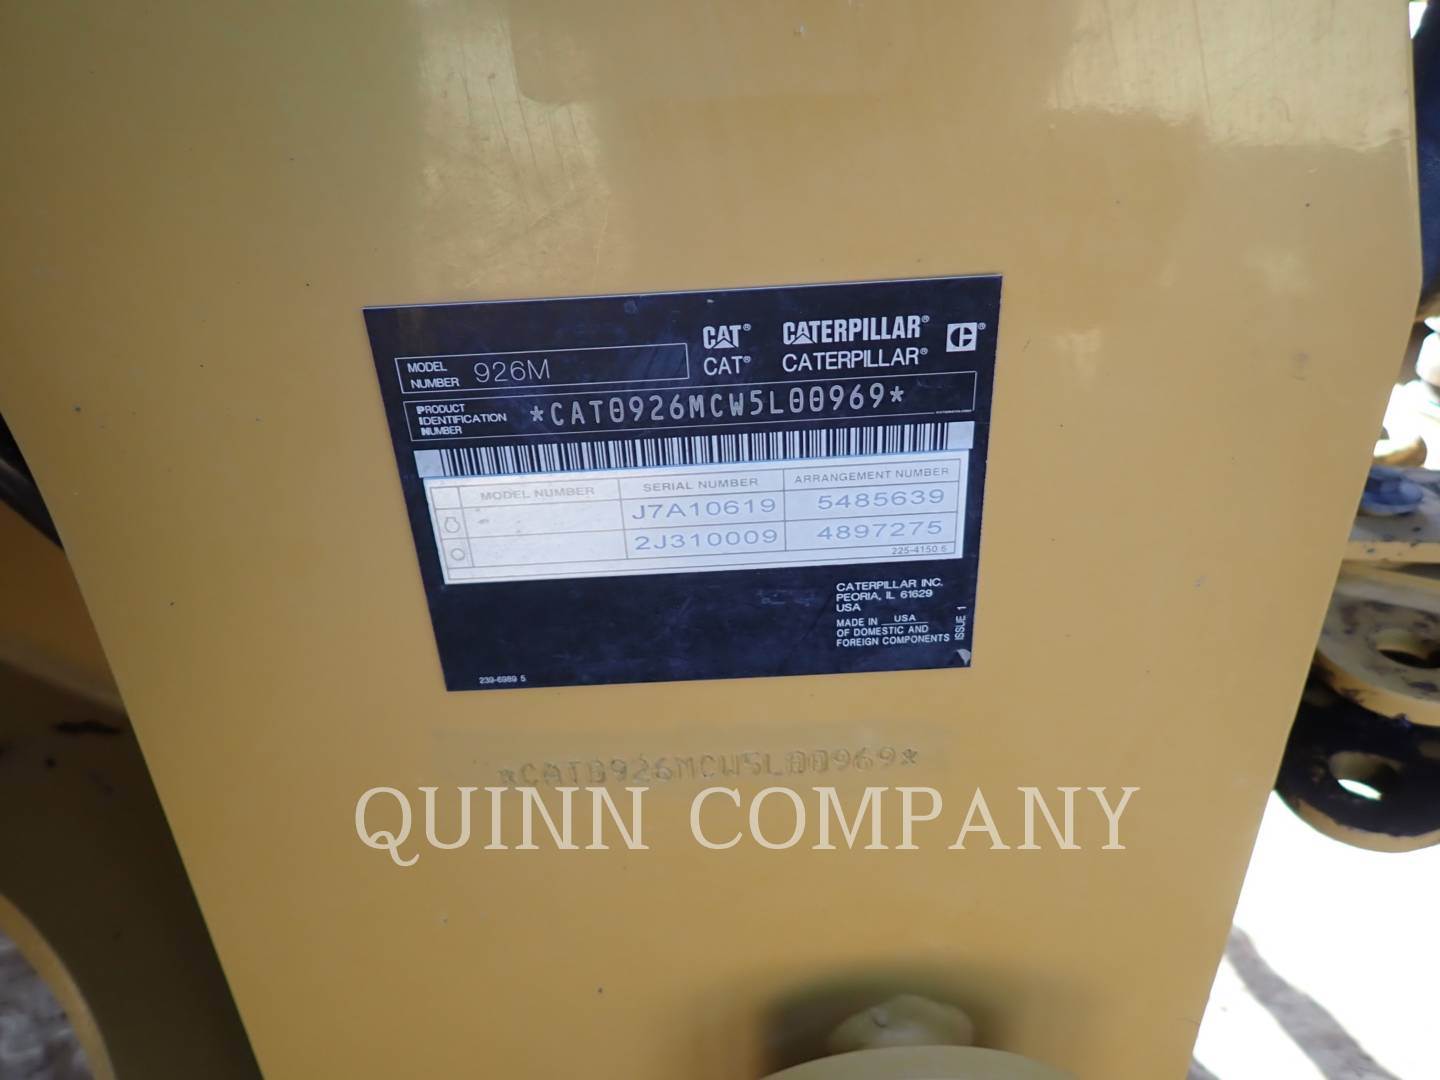 CAT® CATERPILLAR®
CAT® CATERPILLAR®
MODEL NUMBER 926M
PRODUCT IDENTIFICATION NUMBER *CAT0926MCW5L00969*
MODEL NUMBER SERIAL NUMBER ARRANGEMENT NUMBER
J7A10619 5485639
2J310009 4897275
225-4150 6
CATERPILLAR INC.
PEORIA, IL 61629
USA
MADE IN USA
OF DOMESTIC AND
FOREIGN COMPONENTS
ISSUE 1
239-6989 5
*CAT0926MCW5L00969*
QUINN COMPANY